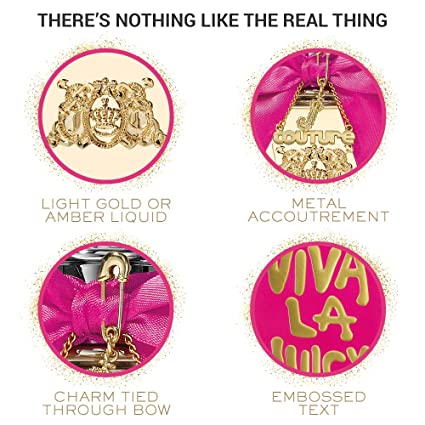 THERE'S NOTHING LIKE THE REAL THING
COUTURE
LIGHT GOLD OR
AMBER LIQUID
METAL
ACCOUTREMENT
VIVA
LA
JUICY
CHARM TIED
THROUGH BOW
EMBOSSED
TEXT